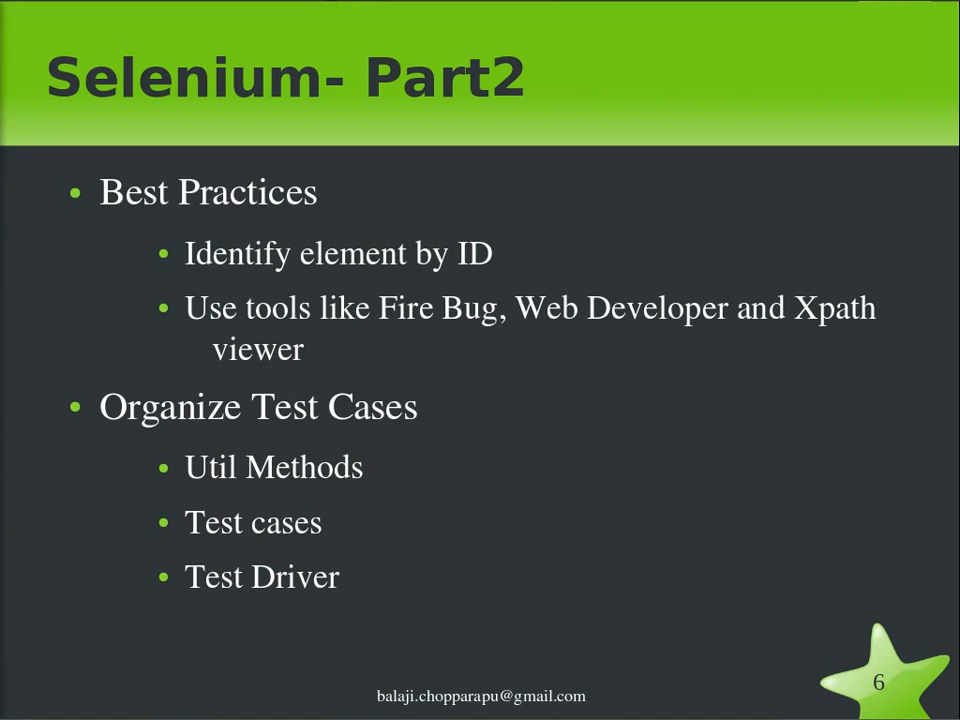 Selenium- Part2
Best Practices
Identify element by ID
Use tools like Fire Bug, Web Developer and Xpath
viewer
Organize Test Cases
Util Methods
Test cases
Test Driver
balaji.chopparapu@gmail.com
6